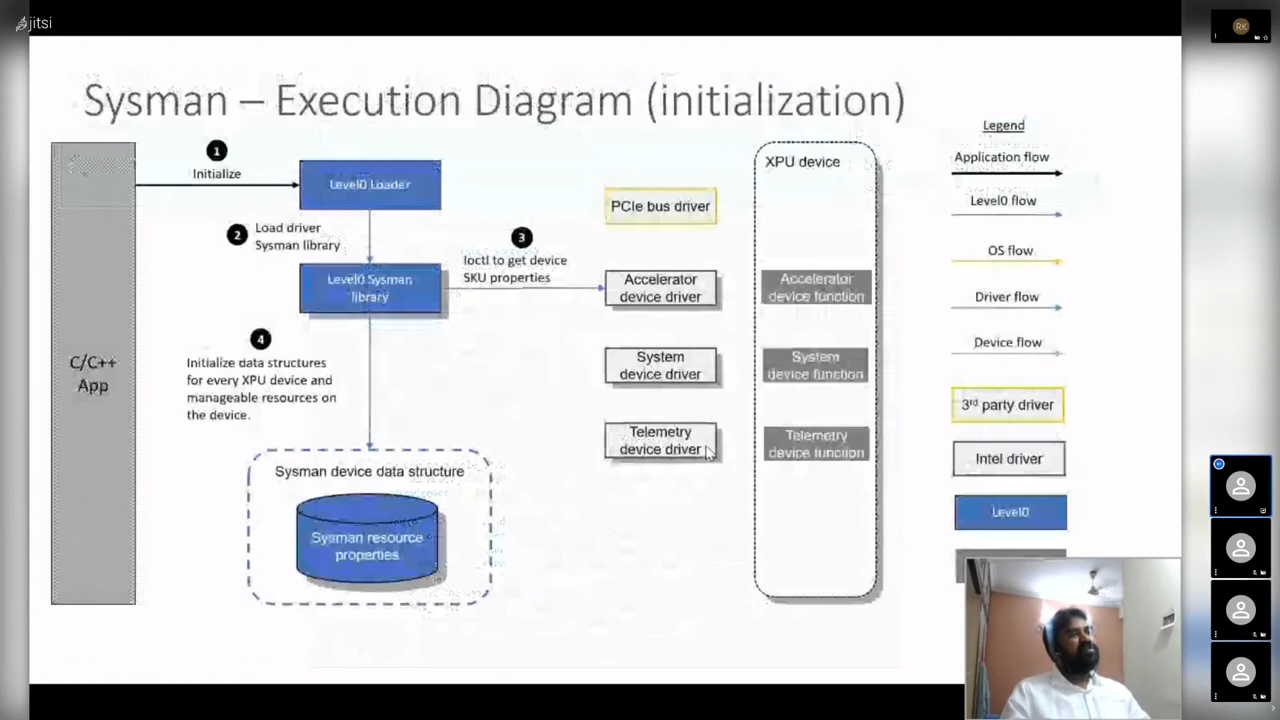 jitsi
RK
Sysman – Execution Diagram (initialization)
Legend
1
Initialize
Level0 Loader
XPU device
Application flow
PCIe bus driver
Level0 flow
2
Load driver
Sysman library
3
Ioctl to get device
SKU properties
OS flow
Level0 Sysman
library
Accelerator
device driver
Accelerator
device function
Driver flow
4
Initialize data structures
for every XPU device and
manageable resources on
the device.
C/C++
App
System
device driver
System
device function
Device flow
3rd party driver
Telemetry
device driver
Telemetry
device function
Intel driver
Sysman device data structure
Level0
Sysman resource
properties